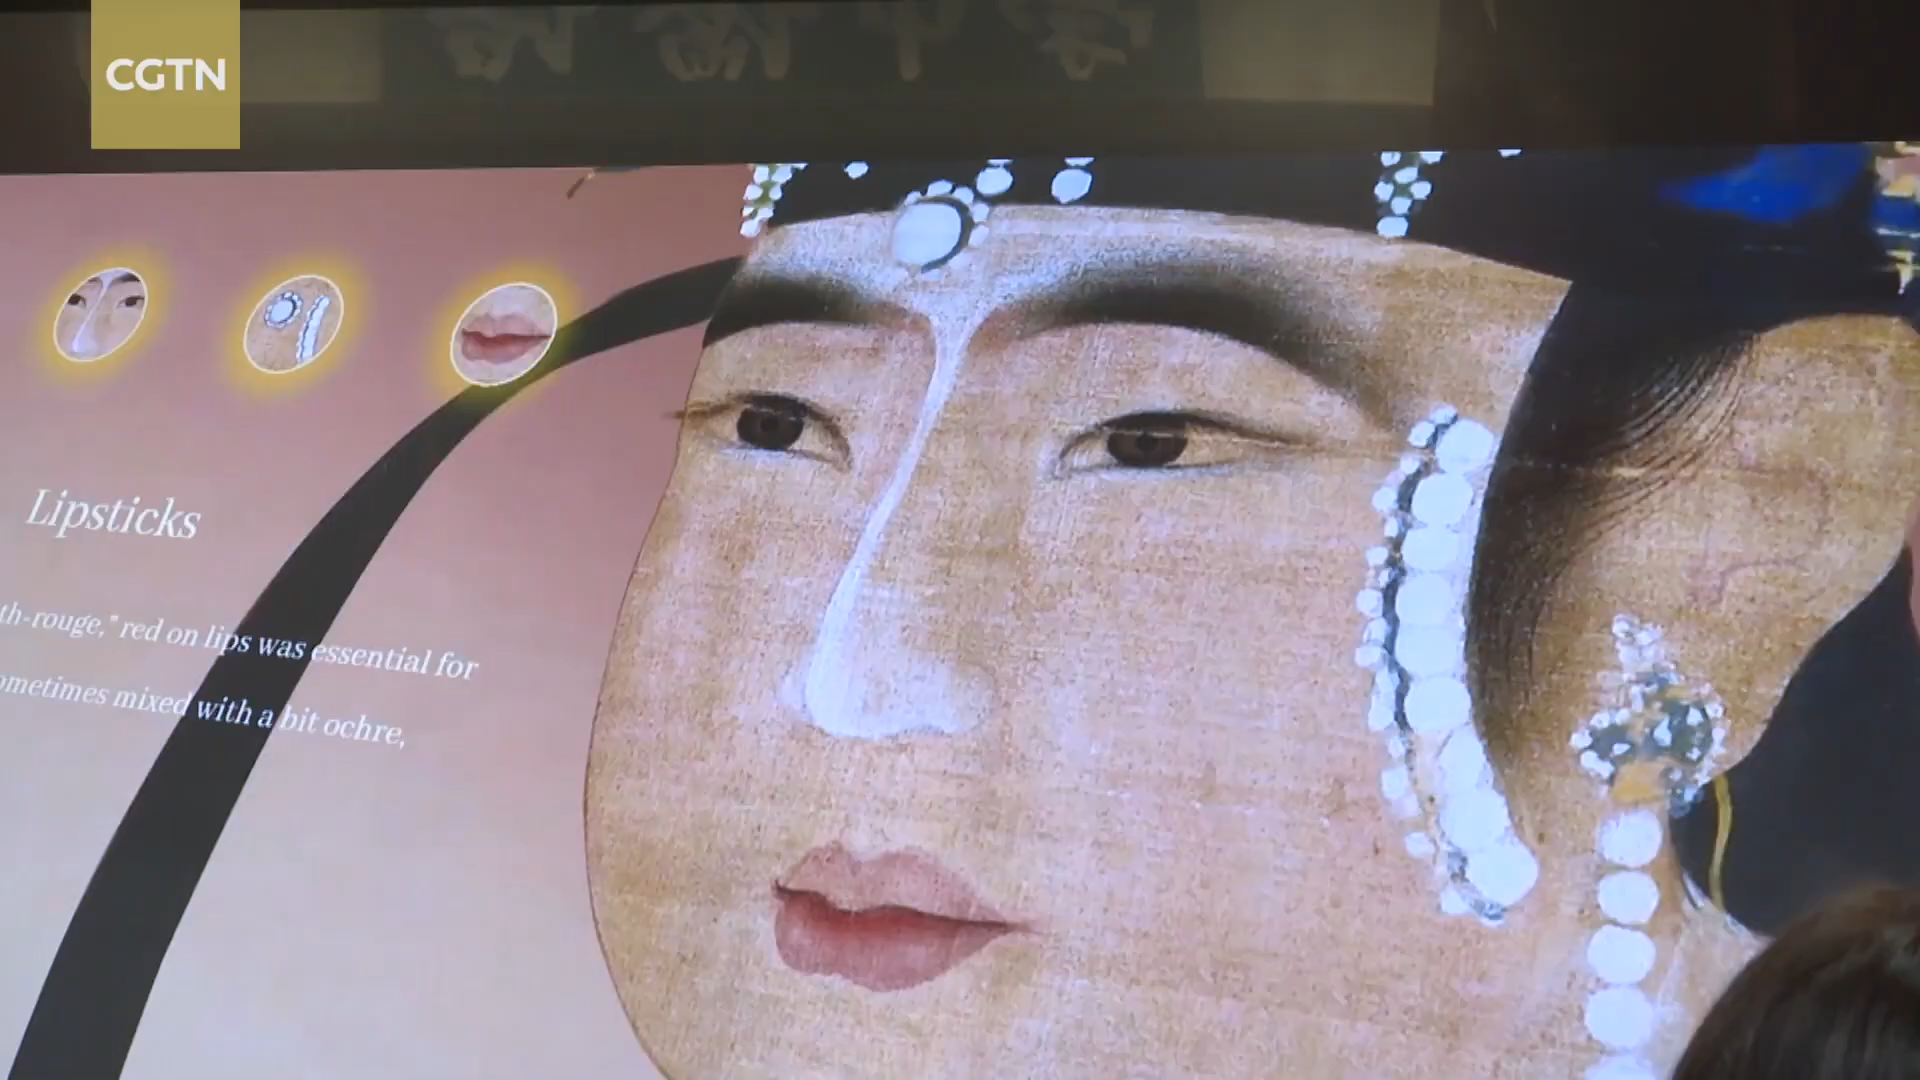 CGTN
Lipsticks
th-rouge," red on lips was essential for
ometimes mixed with a bit ochre,